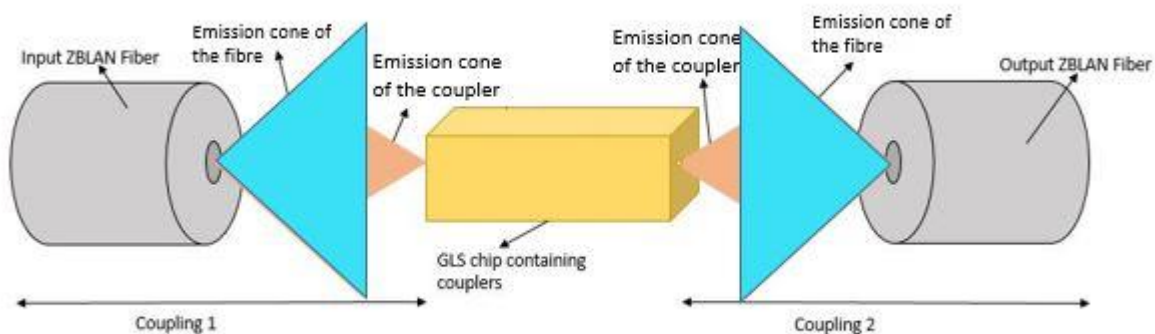 Input ZBLAN Fiber
Emission cone of
the fibre
Emission cone
of the coupler
Emission cone
of the coupler
Emission cone
of the fibre
Output ZBLAN Fiber
GLS chip containing
couplers
Coupling 1
Coupling 2